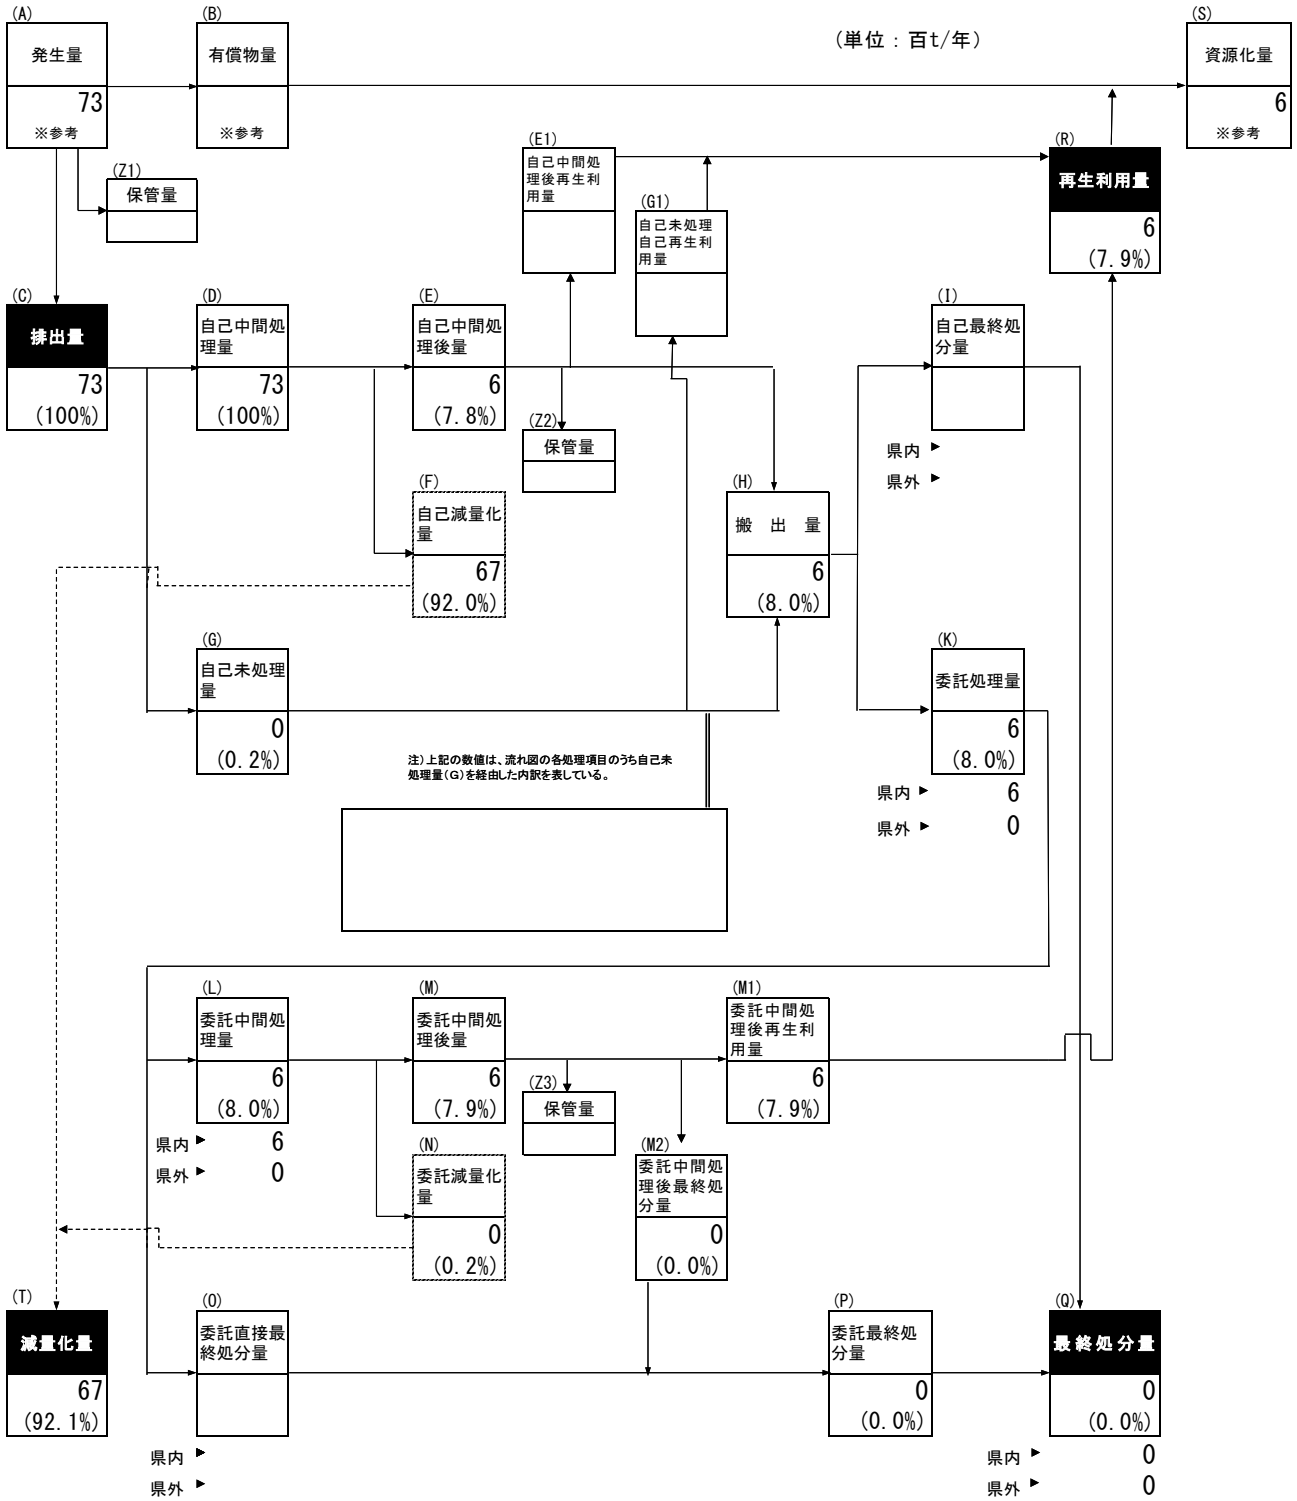 (A)
発生量
73
※参考
(B)
有償物量
※参考
(単位：百t/年)
(S)
資源化量
6
※参考
(Z1)
保管量
(E1)
自己中間処
理後再生利
用量
(G1)
自己未処理
自己再生利
用量
(R)
再生利用量
6
(7.9%)
(C)
排出量
73
(100%)
(D)
自己中間処
理量
73
(100%)
(E)
自己中間処
理後量
6
(7.8%)
(Z2)
保管量
(I)
自己最終処
分量
県内
県外
(F)
自己減量化
量
67
(92.0%)
(H)
搬　出　量
6
(8.0%)
(G)
自己未処理
量
0
(0.2%)
(K)
委託処理量
6
(8.0%)
県内 6
県外 0
注)上記の数値は、流れ図の各処理項目のうち自己未
処理量(G)を経由した内訳を表している。
(L)
委託中間処
理量
6
(8.0%)
県内 6
県外 0
(M)
委託中間処
理後量
6
(7.9%)
(Z3)
保管量
(M1)
委託中間処
理後再生利
用量
6
(7.9%)
(N)
委託減量化
量
0
(0.2%)
(M2)
委託中間処
理後最終処
分量
0
(0.0%)
(T)
減量化量
67
(92.1%)
(O)
委託直接最
終処分量
県内
県外
(P)
委託最終処
分量
0
(0.0%)
(Q)
最終処分量
0
(0.0%)
県内 0
県外 0